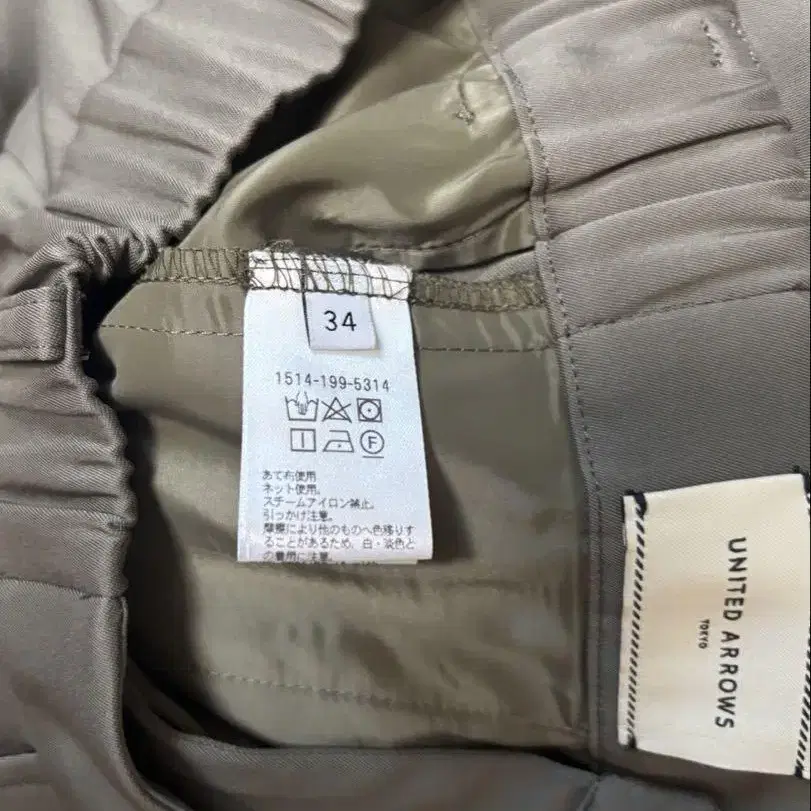 34
1514-199-5314
F
あて布使用
ネット使用。
スチームアイロン禁止。
引っかけ注意。
摩擦により他のものへ色移りす
ることがあるため、白・淡色と
の着用に注意
UNITED ARROWS
TOKYO